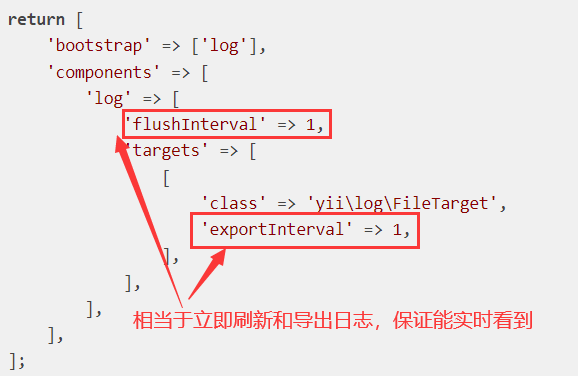 return [
    'bootstrap' => ['log'],
    'components' => [
        'log' => [
            'flushInterval' => 1,
            'targets' => [
                [
                    'class' => 'yii\log\FileTarget',
                    'exportInterval' => 1,
                ],
            ],
        ],
相当于立即刷新和导出日志，保证能实时看到
    ],
];